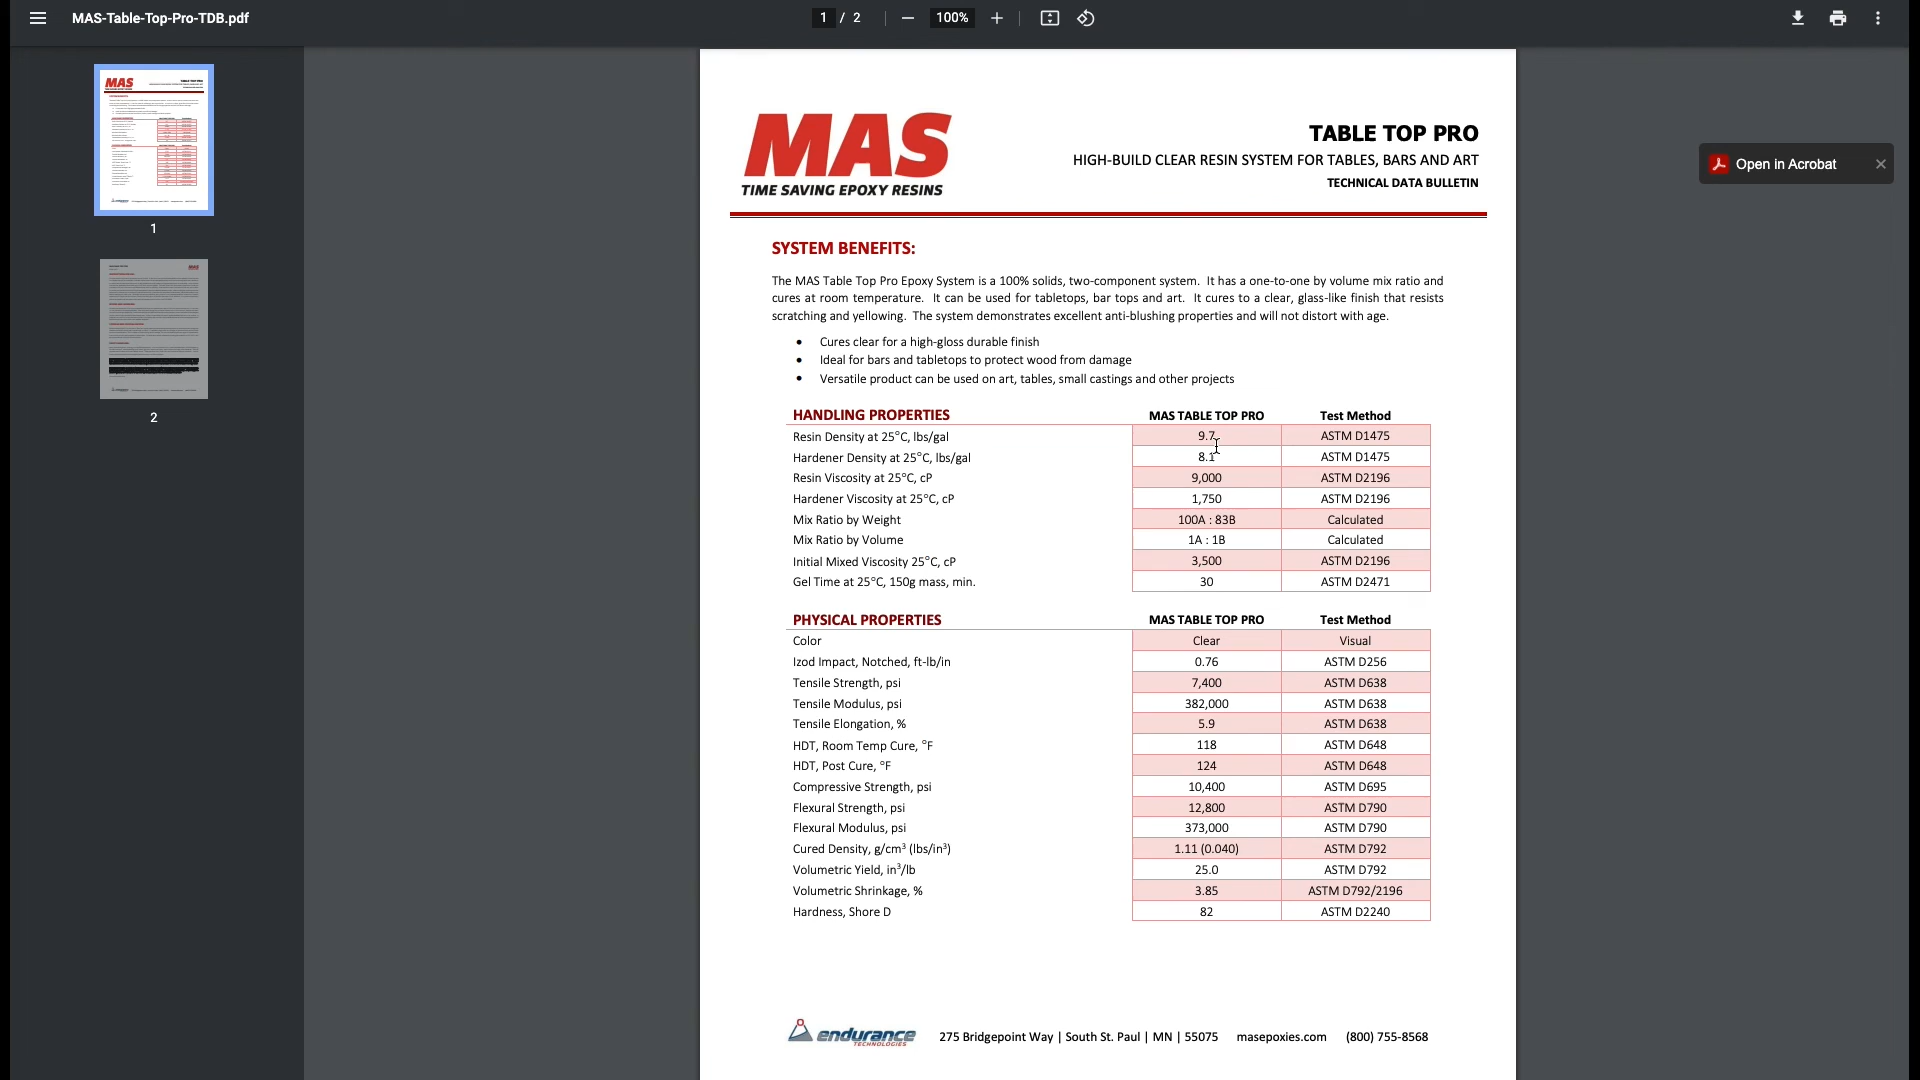 MAS-Table-Top-Pro-TDB.pdf
1 / 2
100%
Open in Acrobat
1
2
MAS
TIME SAVING EPOXY RESINS
TABLE TOP PRO
HIGH-BUILD CLEAR RESIN SYSTEM FOR TABLES, BARS AND ART
TECHNICAL DATA BULLETIN
SYSTEM BENEFITS:
The MAS Table Top Pro Epoxy System is a 100% solids, two-component system. It has a one-to-one by volume mix ratio and
cures at room temperature. It can be used for tabletops, bar tops and art. It cures to a clear, glass-like finish that resists
scratching and yellowing. The system demonstrates excellent anti-blushing properties and will not distort with age.
• Cures clear for a high-gloss durable finish
• Ideal for bars and tabletops to protect wood from damage
• Versatile product can be used on art, tables, small castings and other projects
HANDLING PROPERTIES MAS TABLE TOP PRO Test Method
Resin Density at 25°C, lbs/gal 9.7 ASTM D1475
Hardener Density at 25°C, lbs/gal 8.1 ASTM D1475
Resin Viscosity at 25°C, cP 9,000 ASTM D2196
Hardener Viscosity at 25°C, cP 1,750 ASTM D2196
Mix Ratio by Weight 100A : 83B Calculated
Mix Ratio by Volume 1A : 1B Calculated
Initial Mixed Viscosity 25°C, cP 3,500 ASTM D2196
Gel Time at 25°C, 150g mass, min. 30 ASTM D2471
PHYSICAL PROPERTIES MAS TABLE TOP PRO Test Method
Color Clear Visual
Izod Impact, Notched, ft-lb/in 0.76 ASTM D256
Tensile Strength, psi 7,400 ASTM D638
Tensile Modulus, psi 382,000 ASTM D638
Tensile Elongation, % 5.9 ASTM D638
HDT, Room Temp Cure, °F 118 ASTM D648
HDT, Post Cure, °F 124 ASTM D648
Compressive Strength, psi 10,400 ASTM D695
Flexural Strength, psi 12,800 ASTM D790
Flexural Modulus, psi 373,000 ASTM D790
Cured Density, g/cm³ (lbs/in³) 1.11 (0.040) ASTM D792
Volumetric Yield, in³/lb 25.0 ASTM D792
Volumetric Shrinkage, % 3.85 ASTM D792/2196
Hardness, Shore D 82 ASTM D2240
endurance
TECHNOLOGIES
275 Bridgepoint Way | South St. Paul | MN | 55075 masepoxies.com (800) 755-8568